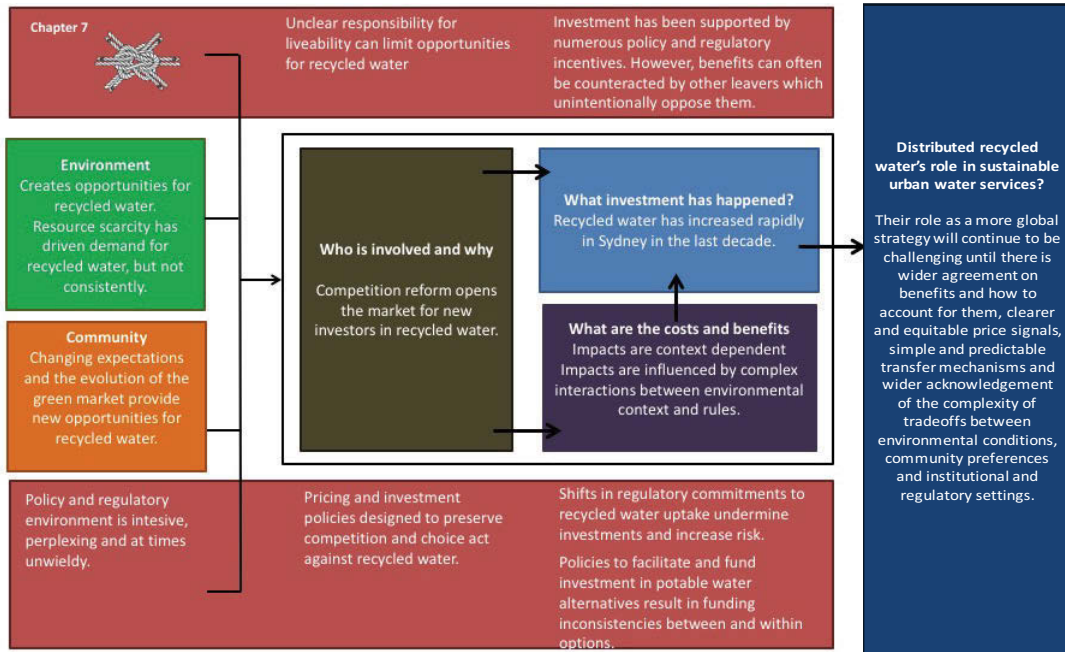 Chapter 7
Unclear responsibility for
liveability can limit opportunities
for recycled water
Investment has been supported by
numerous policy and regulatory
incentives. However, benefits can often
be counteracted by other leavers which
unintentionally oppose them.
Environment
Creates opportunities for
recycled water.
Resource scarcity has
driven demand for
recycled water, but not
consistently.
Community
Changing expectations
and the evolution of the
green market provide
new opportunities for
recycled water.
Who is involved and why
Competition reform opens
the market for new
investors in recycled water.
What investment has happened?
Recycled water has increased rapidly
in Sydney in the last decade.
What are the costs and benefits
Impacts are context dependent
Impacts are influenced by complex
interactions between environmental
context and rules.
Policy and regulatory
environment is intesive,
perplexing and at times
unwieldy.
Pricing and investment
policies designed to preserve
competition and choice act
against recycled water.
Shifts in regulatory commitments to
recycled water uptake undermine
investments and increase risk.
Policies to facilitate and fund
investment in potable water
alternatives result in funding
inconsistencies between and within
options.
Distributed recycled
water's role in sustainable
urban water services?
Their role as a more global
strategy will continue to be
challenging until there is
wider agreement on
benefits and how to
account for them, clearer
and equitable price signals,
simple and predictable
transfer mechanisms and
wider acknowledgement
of the complexity of
tradeoffs between
environmental conditions,
community preferences
and institutional and
regulatory settings.